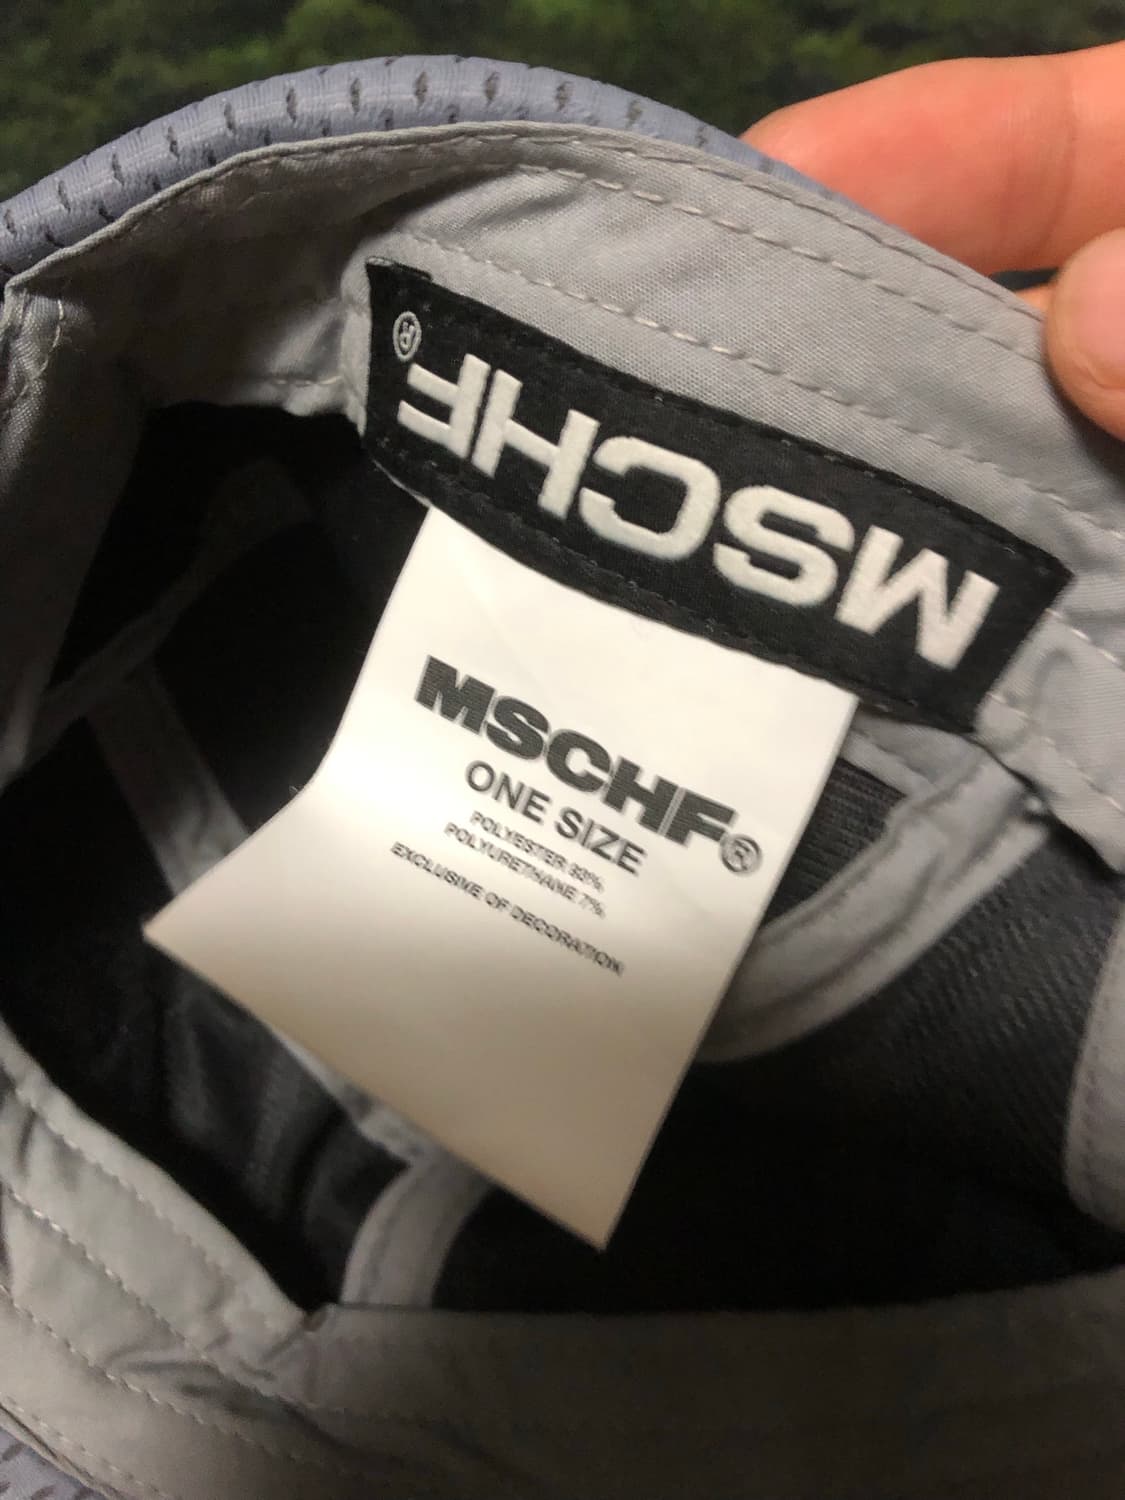 MSCHF®
MSCHF®
ONE SIZE
POLYESTER 93%
POLYURETHANE 7%
EXCLUSIVE OF DECORATION